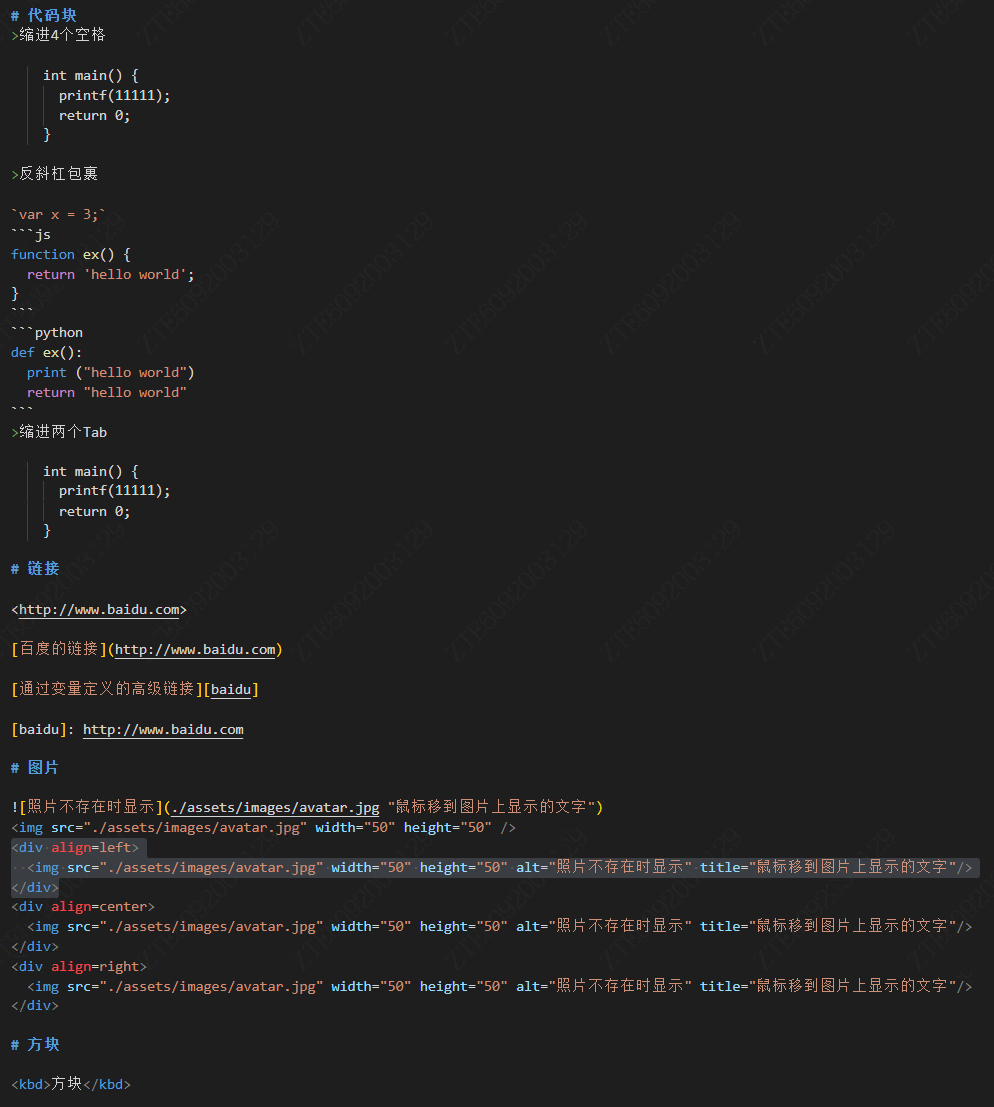 # 代码块
>缩进4个空格
    int main() {
      printf(11111);
      return 0;
    }
>反斜杠包裹
`var x = 3;`
```js
function ex() {
  return 'hello world';
}
```
```python
def ex():
  print ("hello world")
  return "hello world"
```
>缩进两个Tab
    int main() {
      printf(11111);
      return 0;
    }
# 链接
<http://www.baidu.com>
[百度的链接](http://www.baidu.com)
[通过变量定义的高级链接][baidu]
[baidu]: http://www.baidu.com
# 图片
![照片不存在时显示](./assets/images/avatar.jpg "鼠标移到图片上显示的文字")
<img src="./assets/images/avatar.jpg" width="50" height="50" />
<div align=left>
  <img src="./assets/images/avatar.jpg" width="50" height="50" alt="照片不存在时显示" title="鼠标移到图片上显示的文字"/>
</div>
<div align=center>
  <img src="./assets/images/avatar.jpg" width="50" height="50" alt="照片不存在时显示" title="鼠标移到图片上显示的文字"/>
</div>
<div align=right>
  <img src="./assets/images/avatar.jpg" width="50" height="50" alt="照片不存在时显示" title="鼠标移到图片上显示的文字"/>
</div>
# 方块
<kbd>方块</kbd>